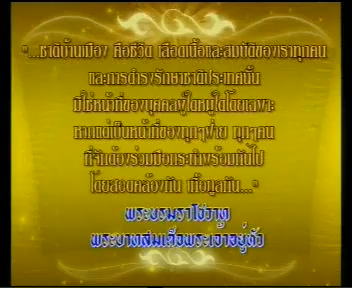 "...ชาติบ้านเมือง คือชีวิต เลือดเนื้อและสมบัติของเราทุกคน
และการดำรงรักษาชาติประเทศนั้น
มิใช่หน้าที่ของบุคคลผู้ใดหมู่ใดโดยเฉพาะ
หากแต่เป็นหน้าที่ของทุกๆฝ่าย ทุกๆคน
ที่จักต้องร่วมมือกระทำพร้อมกันไป
โดยสอดคล้องกัน เกื้อกูลกัน..."
พระบรมราโชวาท
พระบาทสมเด็จพระเจ้าอยู่หัว